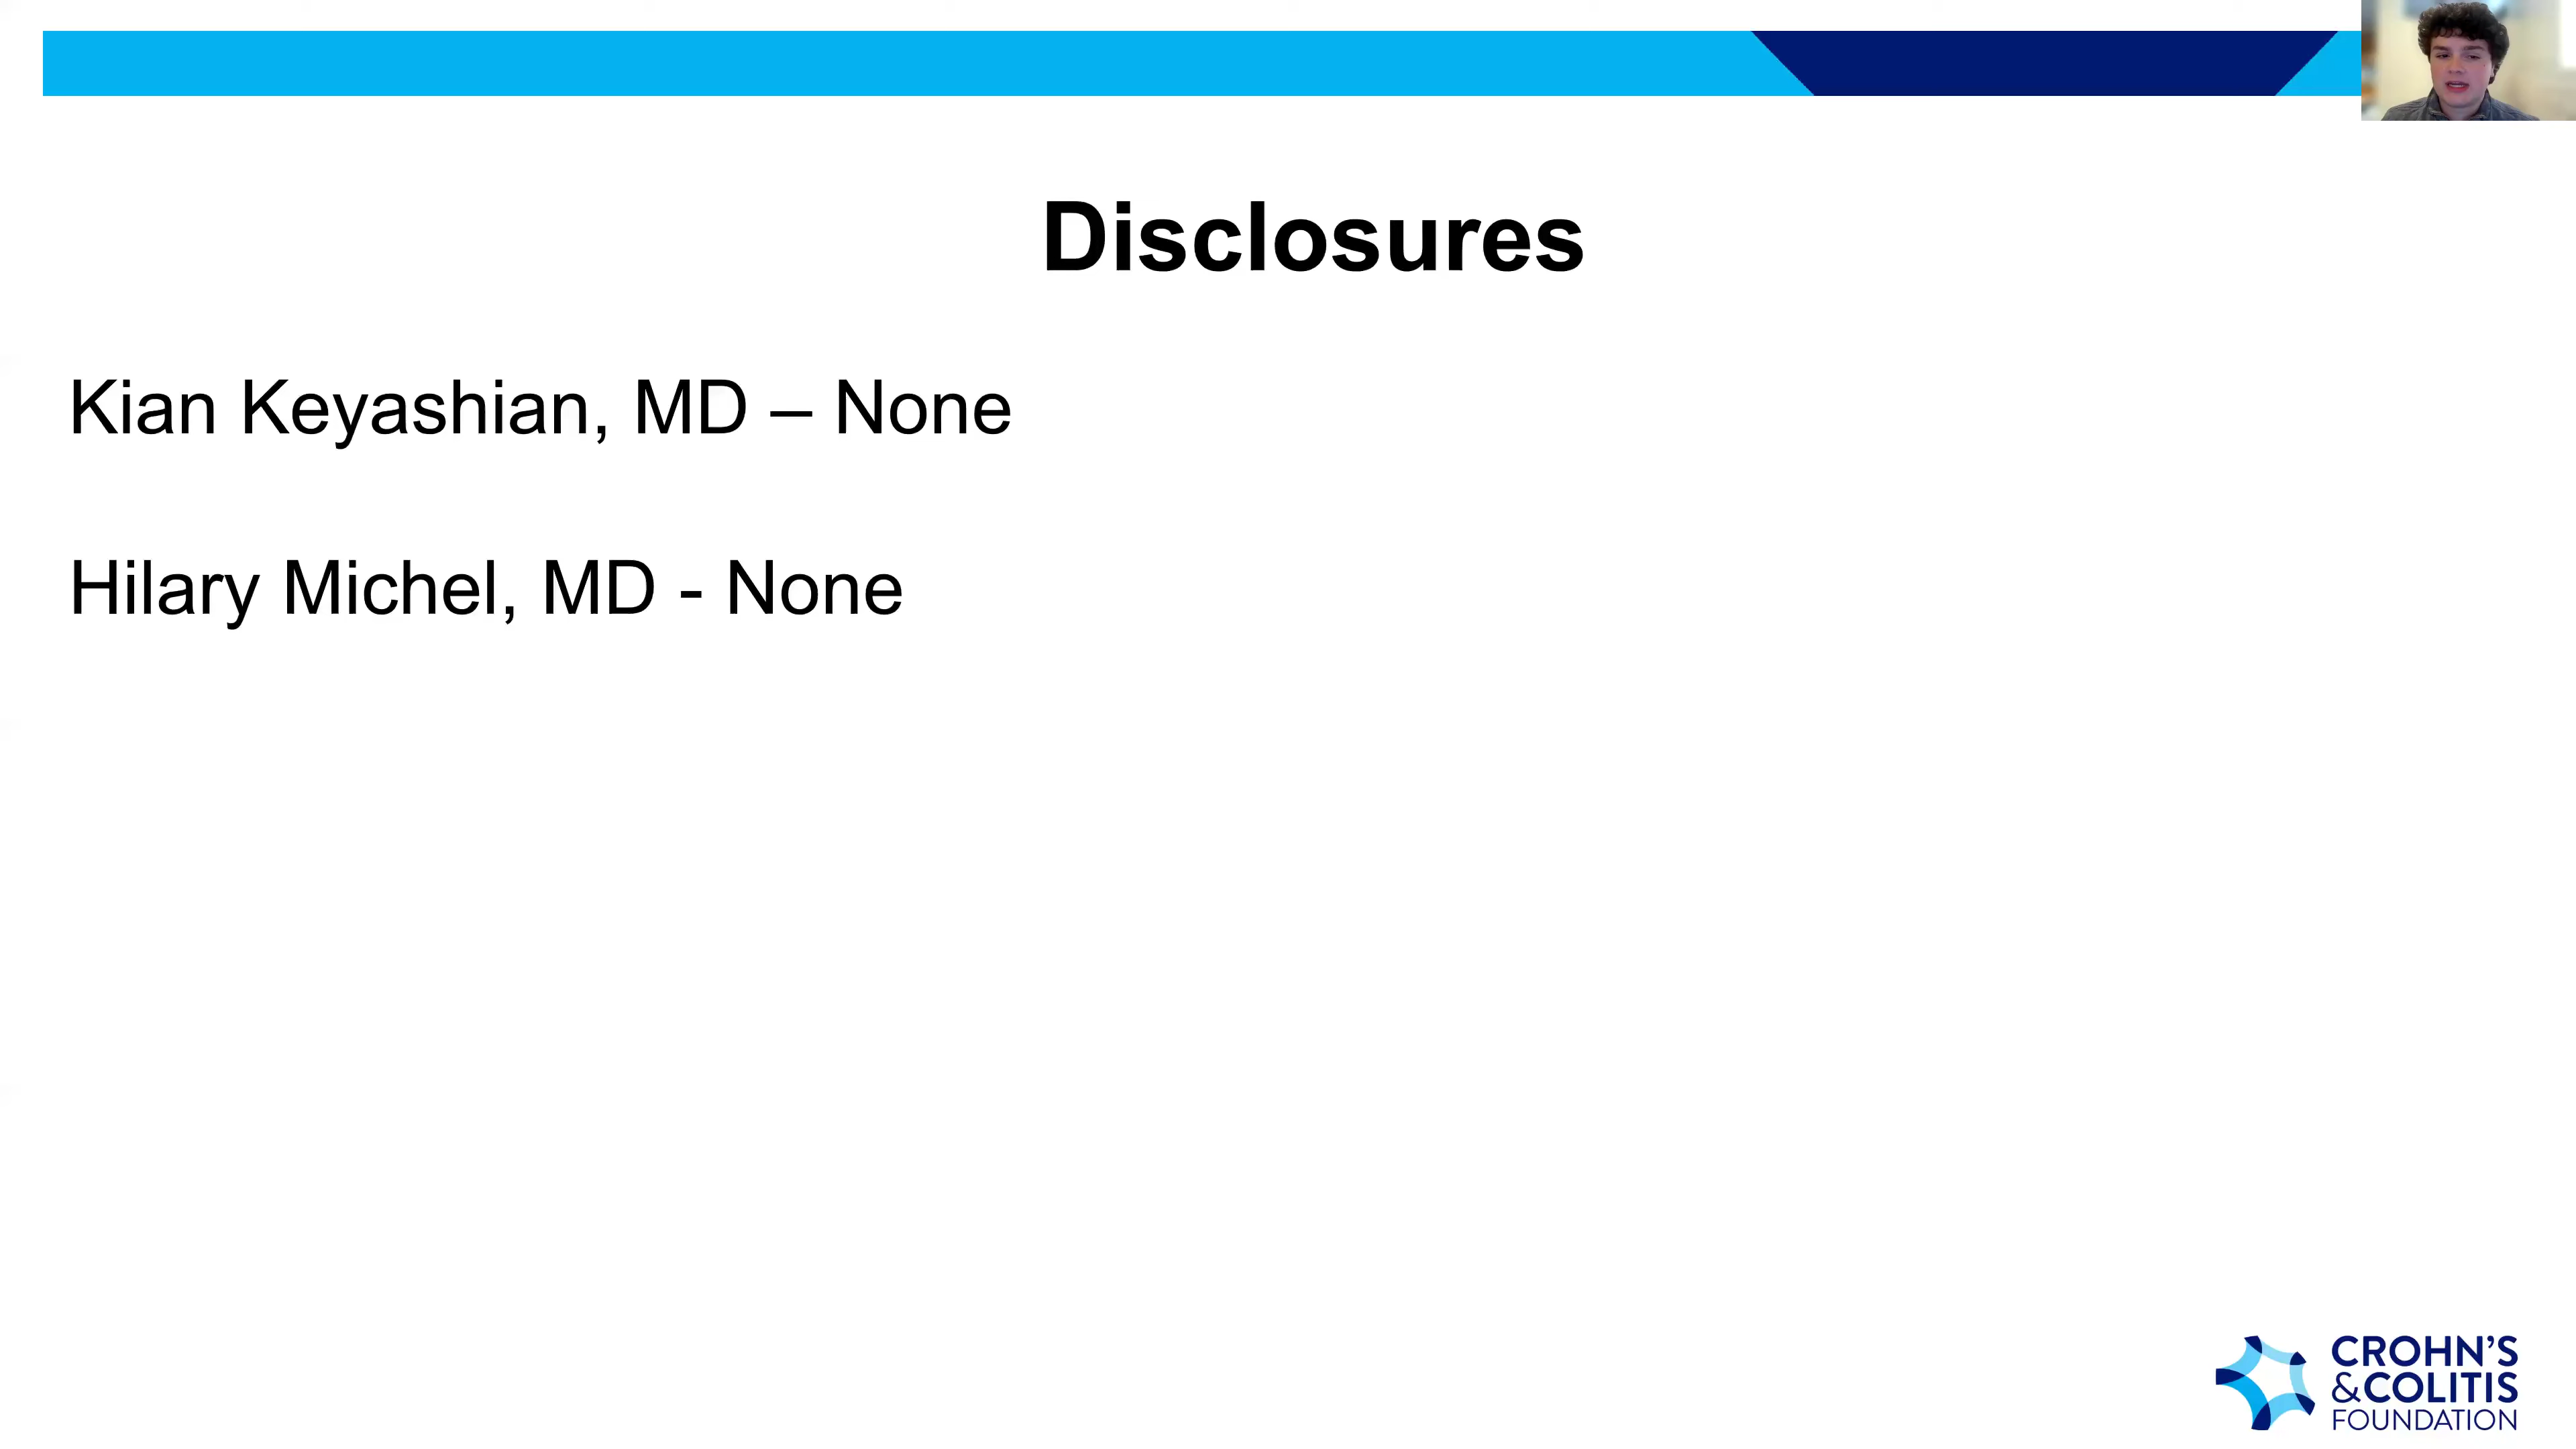 Disclosures
Kian Keyashian, MD – None
Hilary Michel, MD - None
CROHN’S
&COLITIS
FOUNDATION